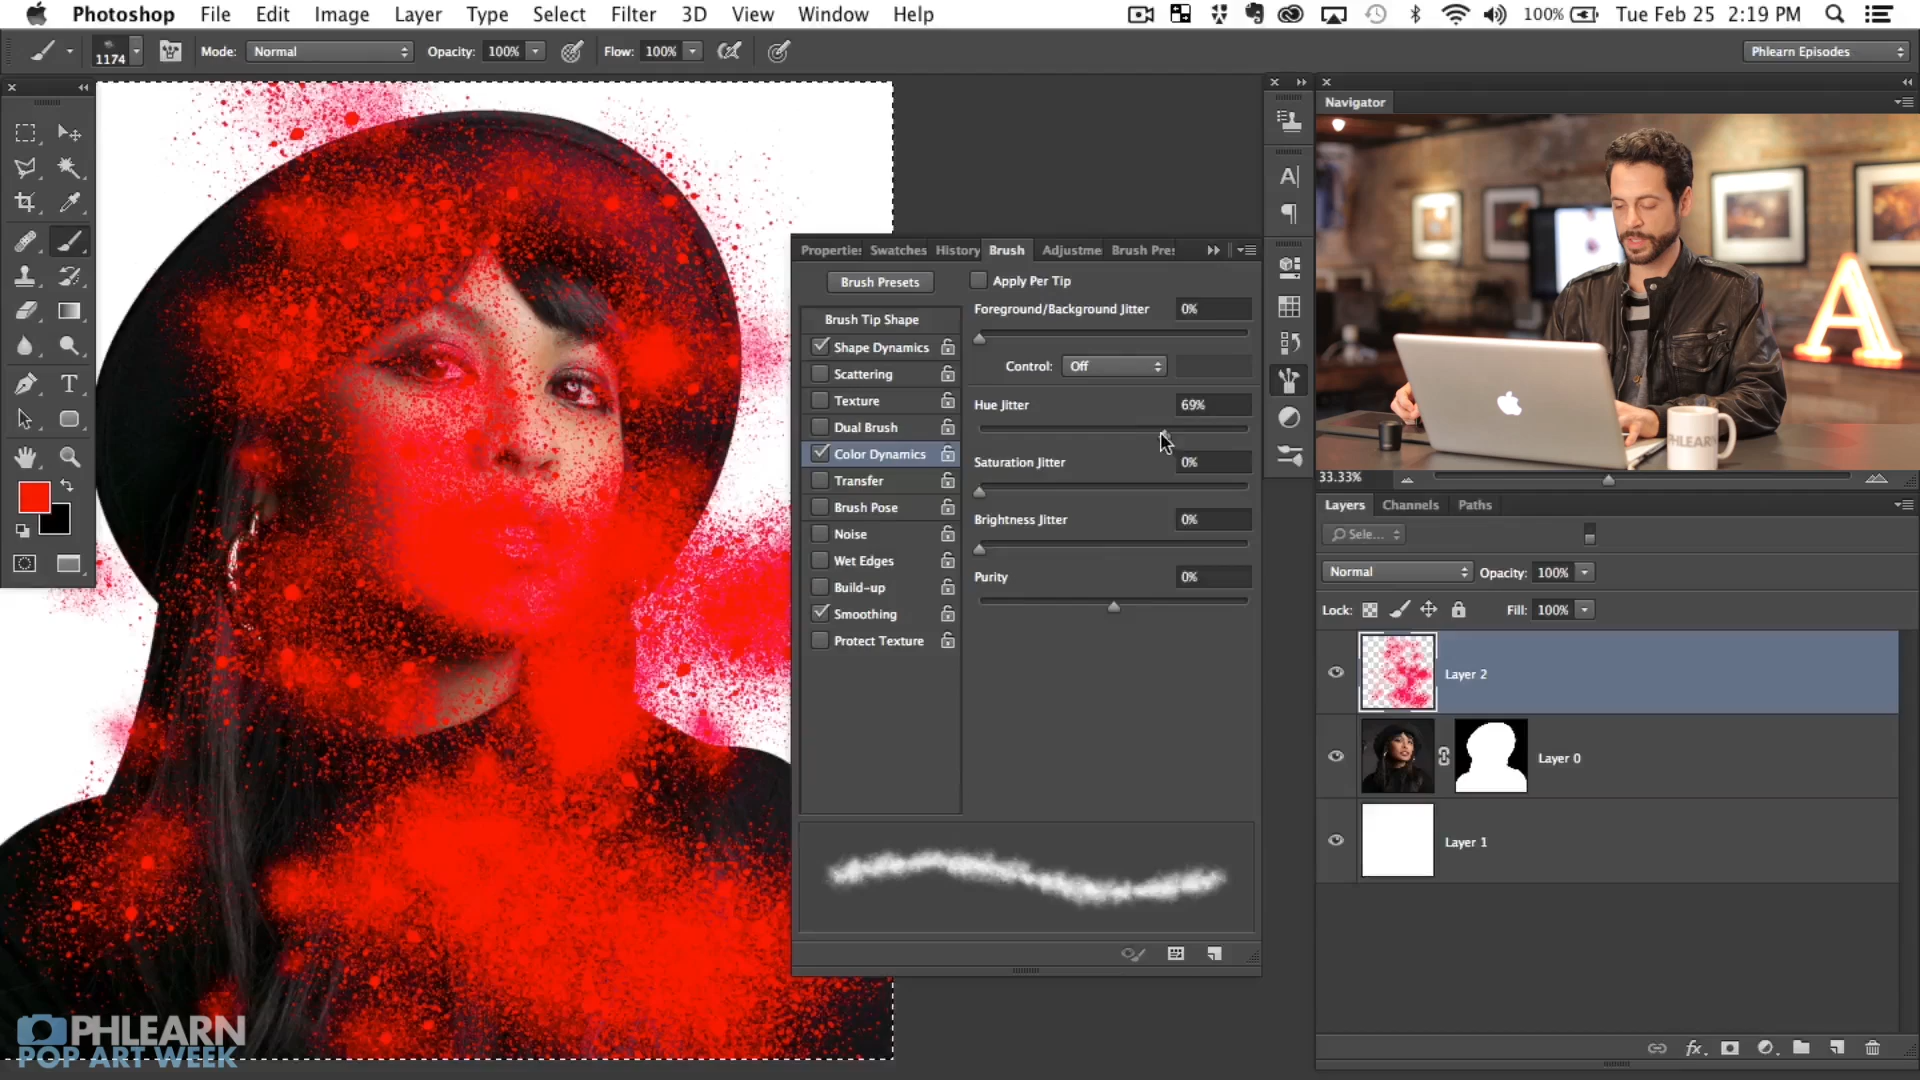 Photoshop File Edit Image Layer Type Select Filter 3D View Window Help 100% Tue Feb 25 2:19 PM
1174 Mode: Normal Opacity: 100% Flow: 100% Phlearn Episodes
Navigator
Properties Swatches History Brush Adjustme Brush Pre
Brush Presets Apply Per Tip
Foreground/Background Jitter 0%
Brush Tip Shape
Shape Dynamics
Control: Off
Scattering
Texture
Hue Jitter 69%
Dual Brush
Color Dynamics
Saturation Jitter 0%
Transfer
Brush Pose
Brightness Jitter 0%
Noise
Wet Edges
Purity 0%
Build-up
Smoothing
Protect Texture
A
PHLEARN
33.33%
Layers Channels Paths
Sele...
Normal Opacity: 100%
Lock: Fill: 100%
Layer 2
Layer 0
Layer 1
fx
PHLEARN
POP ART WEEK